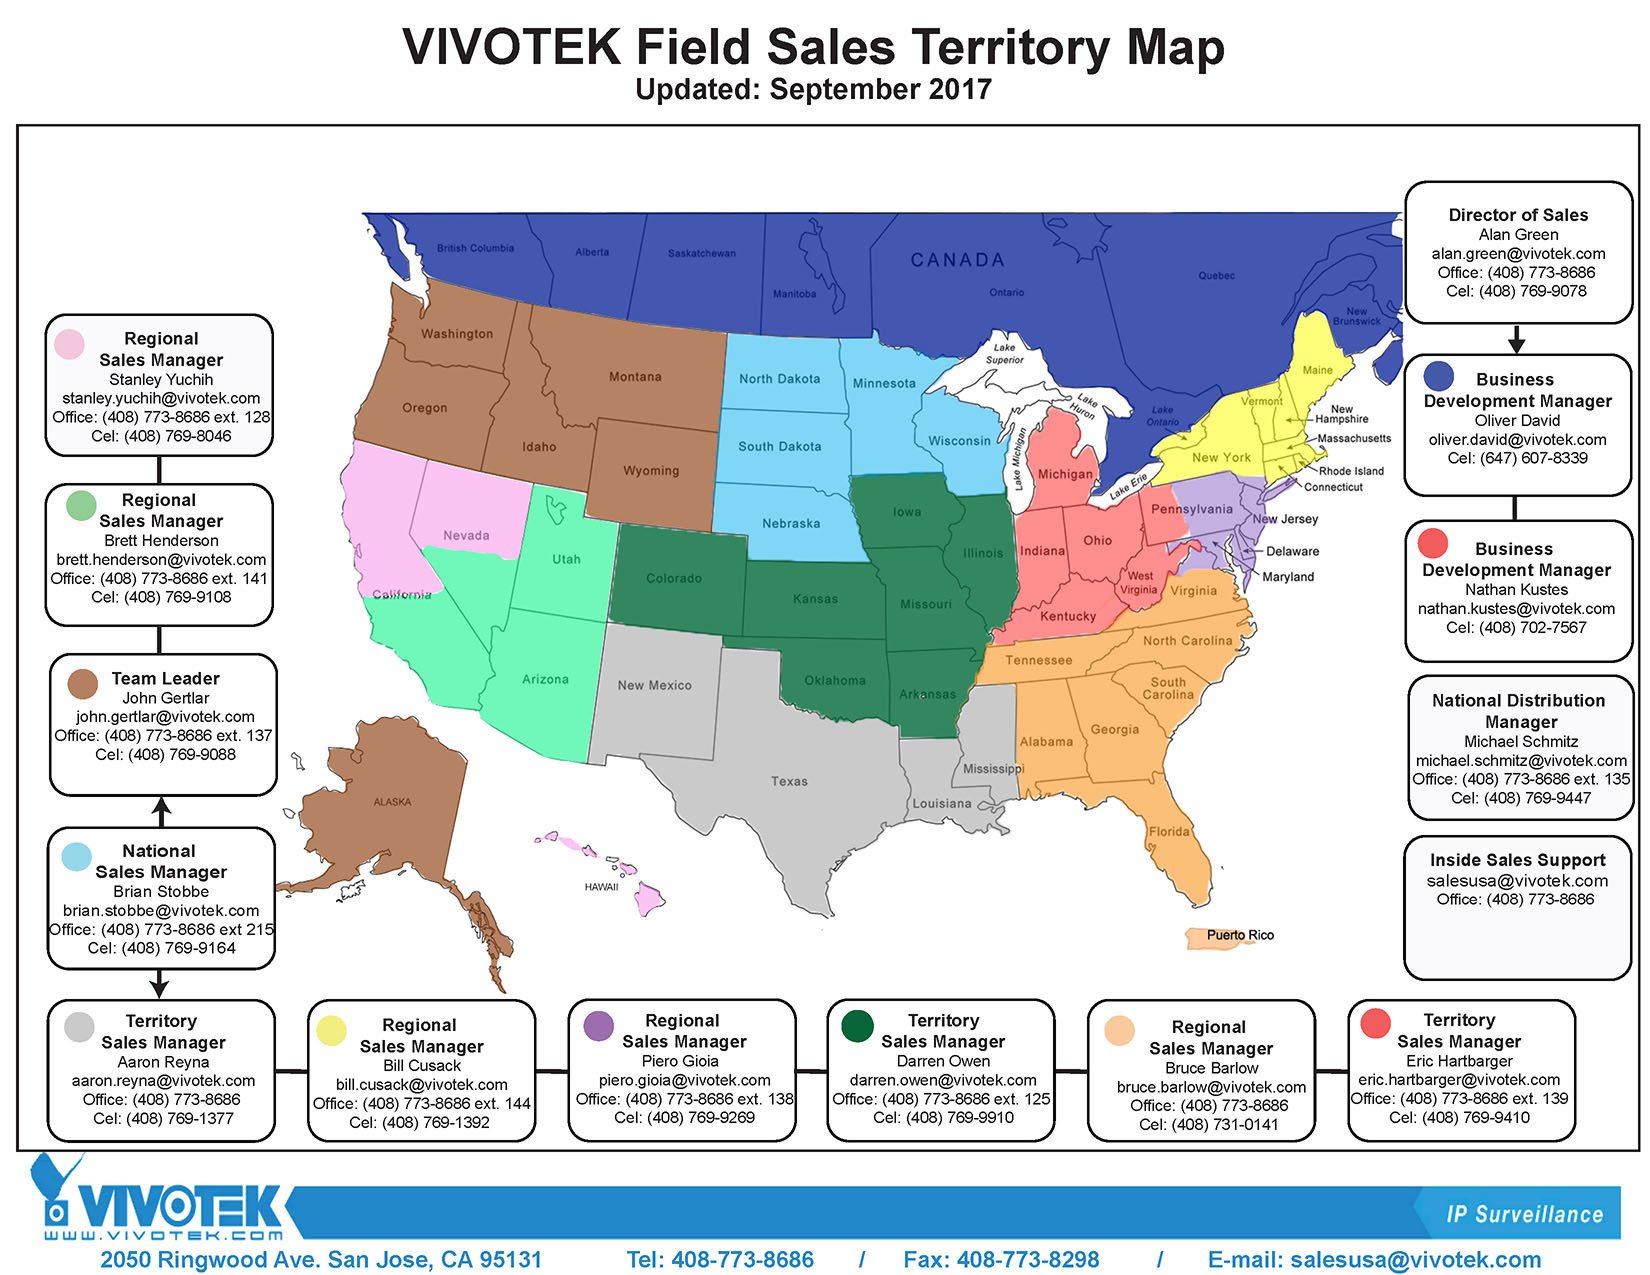 VIVOTEK Field Sales Territory Map
Updated: September 2017
Director of Sales
Alan Green
alan.green@vivotek.com
Office: (408) 773-8686
Cel: (408) 769-9078
Business
Development Manager
Oliver David
oliver.david@vivotek.com
Cel: (647) 607-8339
Business
Development Manager
Nathan Kustes
nathan.kustes@vivotek.com
Cel: (408) 702-7567
National Distribution
Manager
Michael Schmitz
michael.schmitz@vivotek.com
Office: (408) 773-8686 ext. 135
Cel: (408) 769-9447
Inside Sales Support
salesusa@vivotek.com
Office: (408) 773-8686
Regional
Sales Manager
Stanley Yuchih
stanley.yuchih@vivotek.com
Office: (408) 773-8686 ext. 128
Cel: (408) 769-8046
Regional
Sales Manager
Brett Henderson
brett.henderson@vivotek.com
Office: (408) 773-8686 ext. 141
Cel: (408) 769-9108
Team Leader
John Gertlar
john.gertlar@vivotek.com
Office: (408) 773-8686 ext. 137
Cel: (408) 769-9088
National
Sales Manager
Brian Stobbe
brian.stobbe@vivotek.com
Office: (408) 773-8686 ext 215
Cel: (408) 769-9164
British Columbia
Alberta
Saskatchewan
Manitoba
CANADA
Ontario
Quebec
New
Brunswick
Washington
Oregon
Idaho
Montana
Wyoming
North Dakota
South Dakota
Nebraska
Minnesota
Wisconsin
Lake
Superior
Lake Michigan
Lake
Huron
Lake
Ontario
Lake Erie
Michigan
Maine
Vermont
New
Hampshire
Massachusetts
New York
Rhode Island
Connecticut
Pennsylvania
New Jersey
Delaware
Maryland
Nevada
California
Utah
Arizona
Colorado
Kansas
Iowa
Illinois
Missouri
Oklahoma
Arkansas
Indiana
Ohio
West
Virginia
Kentucky
Virginia
North Carolina
Tennessee
South
Carolina
Georgia
Alabama
Florida
New Mexico
Texas
Mississippi
Louisiana
ALASKA
HAWAII
Puerto Rico
Territory
Sales Manager
Aaron Reyna
aaron.reyna@vivotek.com
Office: (408) 773-8686
Cel: (408) 769-1377
Regional
Sales Manager
Bill Cusack
bill.cusack@vivotek.com
Office: (408) 773-8686 ext. 144
Cel: (408) 769-1392
Regional
Sales Manager
Piero Gioia
piero.gioia@vivotek.com
Office: (408) 773-8686 ext. 138
Cel: (408) 769-9269
Territory
Sales Manager
Darren Owen
darren.owen@vivotek.com
Office: (408) 773-8686 ext. 125
Cel: (408) 769-9910
Regional
Sales Manager
Bruce Barlow
bruce.barlow@vivotek.com
Office: (408) 773-8686
Cel: (408) 731-0141
Territory
Sales Manager
Eric Hartbarger
eric.hartbarger@vivotek.com
Office: (408) 773-8686 ext. 139
Cel: (408) 769-9410
VIVOTEK
www.vivotek.com
IP Surveillance
2050 Ringwood Ave. San Jose, CA 95131 Tel: 408-773-8686 / Fax: 408-773-8298 / E-mail: salesusa@vivotek.com